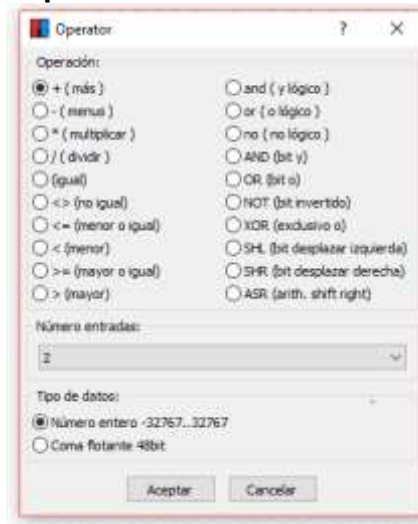 Operator ? ×
Operación:
+ ( más )
- ( menus )
* ( multiplicar )
/ ( dividir )
(igual)
<> (no igual)
<= (menor o igual)
< (menor)
>= (mayor o igual)
> (mayor)
and ( y lógico )
or ( o lógico )
no ( no lógico )
AND (bit y)
OR (bit o)
NOT (bit invertido)
XOR (exclusivo o)
SHL (bit desplazar izquierda)
SHR (bit desplazar derecha)
ASR (arith. shift right)
Número entradas:
2
Tipo de datos:
Número entero -32767..32767
Coma flotante 48bit
Aceptar Cancelar